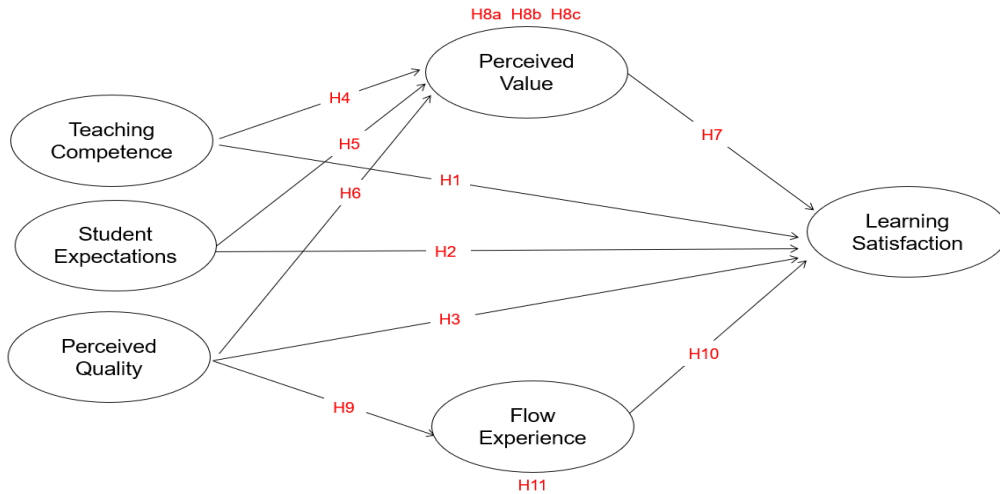 H8a H8b H8c
Perceived
Value
H4
Teaching
Competence
H5
H7
H6
H1
Student
Expectations
H2
Learning
Satisfaction
Perceived
Quality
H3
H10
H9
Flow
Experience
H11